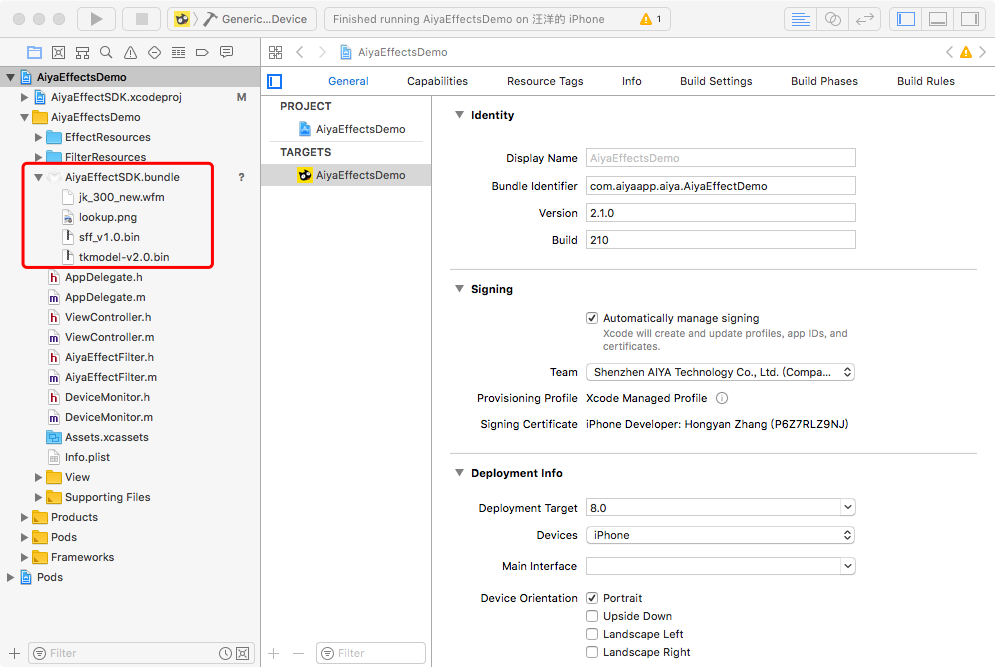 Generic...Device
Finished running AiyaEffectsDemo on 汪洋的 iPhone
1
AiyaEffectsDemo
AiyaEffectSDK.xcodeproj
M
AiyaEffectsDemo
EffectResources
FilterResources
AiyaEffectSDK.bundle
?
jk_300_new.wfm
lookup.png
sff_v1.0.bin
tkmodel-v2.0.bin
AppDelegate.h
AppDelegate.m
ViewController.h
ViewController.m
AiyaEffectFilter.h
AiyaEffectFilter.m
DeviceMonitor.h
DeviceMonitor.m
Assets.xcassets
Info.plist
View
Supporting Files
Products
Pods
Frameworks
Pods
Filter
AiyaEffectsDemo
General
Capabilities
Resource Tags
Info
Build Settings
Build Phases
Build Rules
PROJECT
AiyaEffectsDemo
TARGETS
AiyaEffectsDemo
Filter
Identity
Display Name
AiyaEffectsDemo
Bundle Identifier
com.aiyaapp.aiya.AiyaEffectDemo
Version
2.1.0
Build
210
Signing
Automatically manage signing
Xcode will create and update profiles, app IDs, and
certificates.
Team
Shenzhen AIYA Technology Co., Ltd. (Compa...
Provisioning Profile
Xcode Managed Profile
Signing Certificate
iPhone Developer: Hongyan Zhang (P6Z7RLZ9NJ)
Deployment Info
Deployment Target
8.0
Devices
iPhone
Main Interface
Device Orientation
Portrait
Upside Down
Landscape Left
Landscape Right